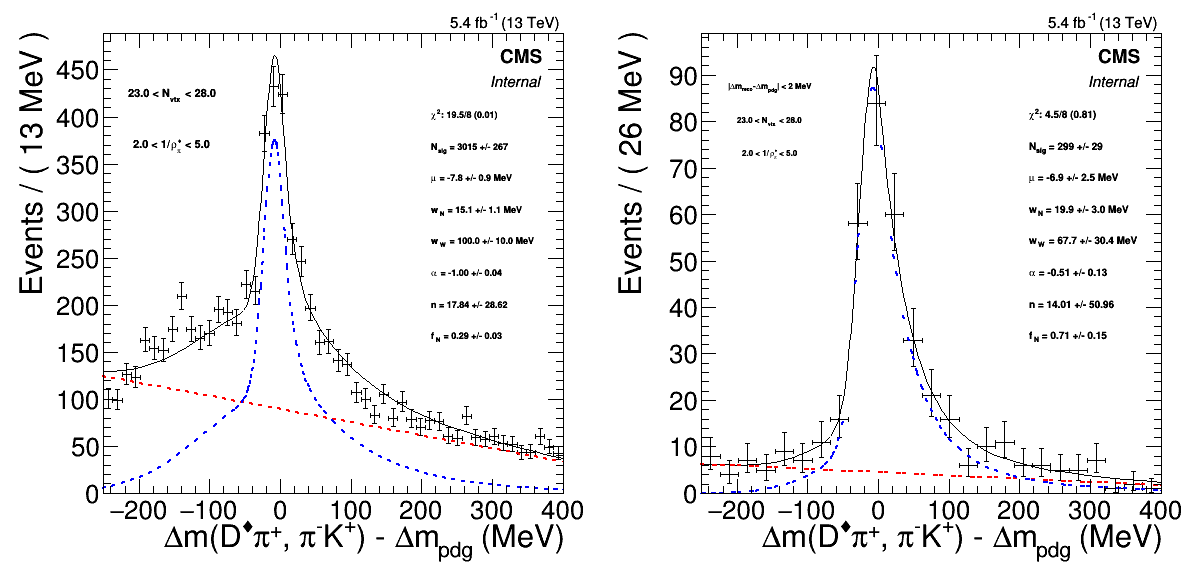 5.4 fb⁻¹ (13 TeV)
CMS
Internal
23.0 < N_vtx < 28.0
2.0 < 1/ρ_π^♦ < 5.0
χ²: 19.5/8 (0.01)
N_sig = 3015 +/- 267
μ = -7.8 +/- 0.9 MeV
w_N = 15.1 +/- 1.1 MeV
w_W = 100.0 +/- 10.0 MeV
α = -1.00 +/- 0.04
n = 17.84 +/- 28.62
f_N = 0.29 +/- 0.03
Events / ( 13 MeV )
450
400
350
300
250
200
150
100
50
0
−200 −100 0 100 200 300 400
Δm(D^♦π⁺, π⁻K⁺) - Δm_pdg (MeV)
5.4 fb⁻¹ (13 TeV)
CMS
Internal
|Δm_reco-Δm_pdg| < 2 MeV
23.0 < N_vtx < 28.0
2.0 < 1/ρ_π^♦ < 5.0
χ²: 4.5/8 (0.81)
N_sig = 299 +/- 29
μ = -6.9 +/- 2.5 MeV
w_N = 19.9 +/- 3.0 MeV
w_W = 67.7 +/- 30.4 MeV
α = -0.51 +/- 0.13
n = 14.01 +/- 50.96
f_N = 0.71 +/- 0.15
Events / ( 26 MeV )
90
80
70
60
50
40
30
20
10
0
−200 −100 0 100 200 300 400
Δm(D^♦π⁺, π⁻K⁺) - Δm_pdg (MeV)